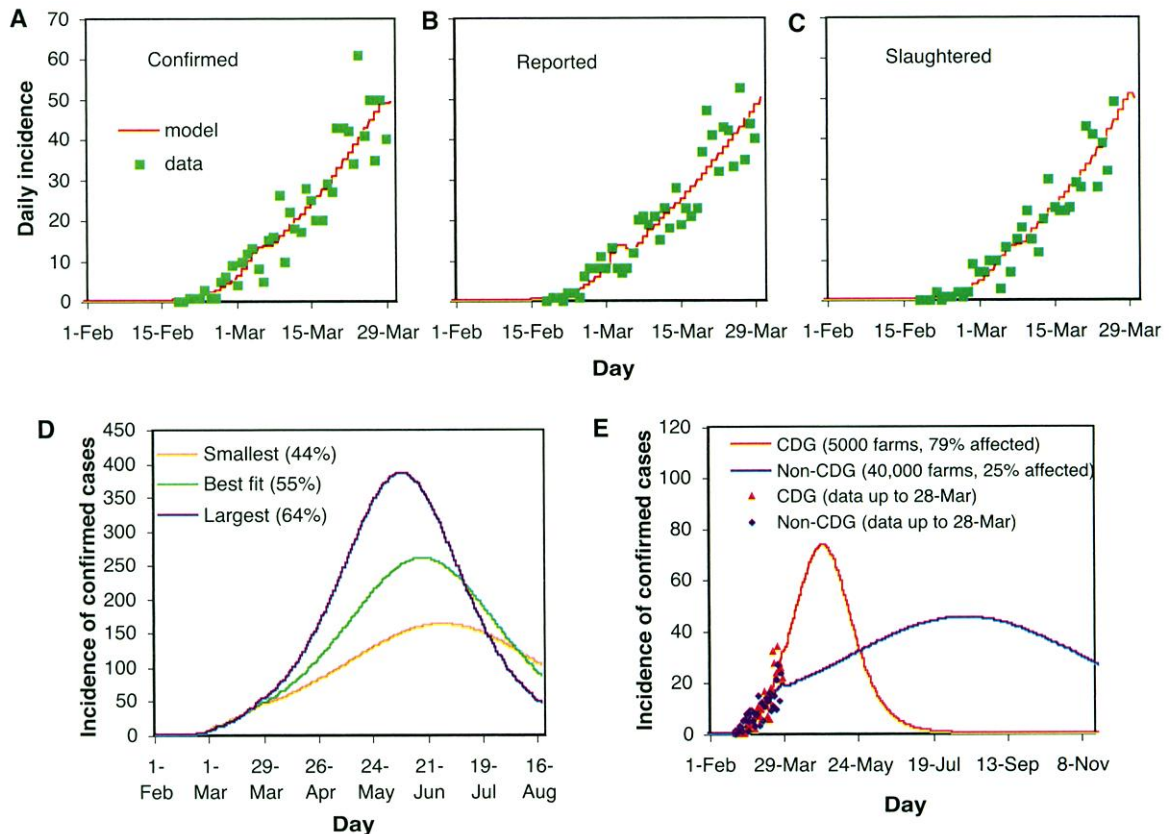 A
70
60
50
40
30
20
10
0
Daily incidence
Confirmed
model
data
1-Feb 15-Feb 1-Mar 15-Mar 29-Mar
B
Reported
1-Feb 15-Feb 1-Mar 15-Mar 29-Mar
C
Slaughtered
1-Feb 15-Feb 1-Mar 15-Mar 29-Mar
Day
D
450
400
350
300
250
200
150
100
50
0
Incidence of confirmed cases
Smallest (44%)
Best fit (55%)
Largest (64%)
1- 1- 29- 26- 24- 21- 19- 16-
Feb Mar Mar Apr May Jun Jul Aug
Day
E
120
100
80
60
40
20
0
Incidence of confirmed cases
CDG (5000 farms, 79% affected)
Non-CDG (40,000 farms, 25% affected)
CDG (data up to 28-Mar)
Non-CDG (data up to 28-Mar)
1-Feb 29-Mar 24-May 19-Jul 13-Sep 8-Nov
Day